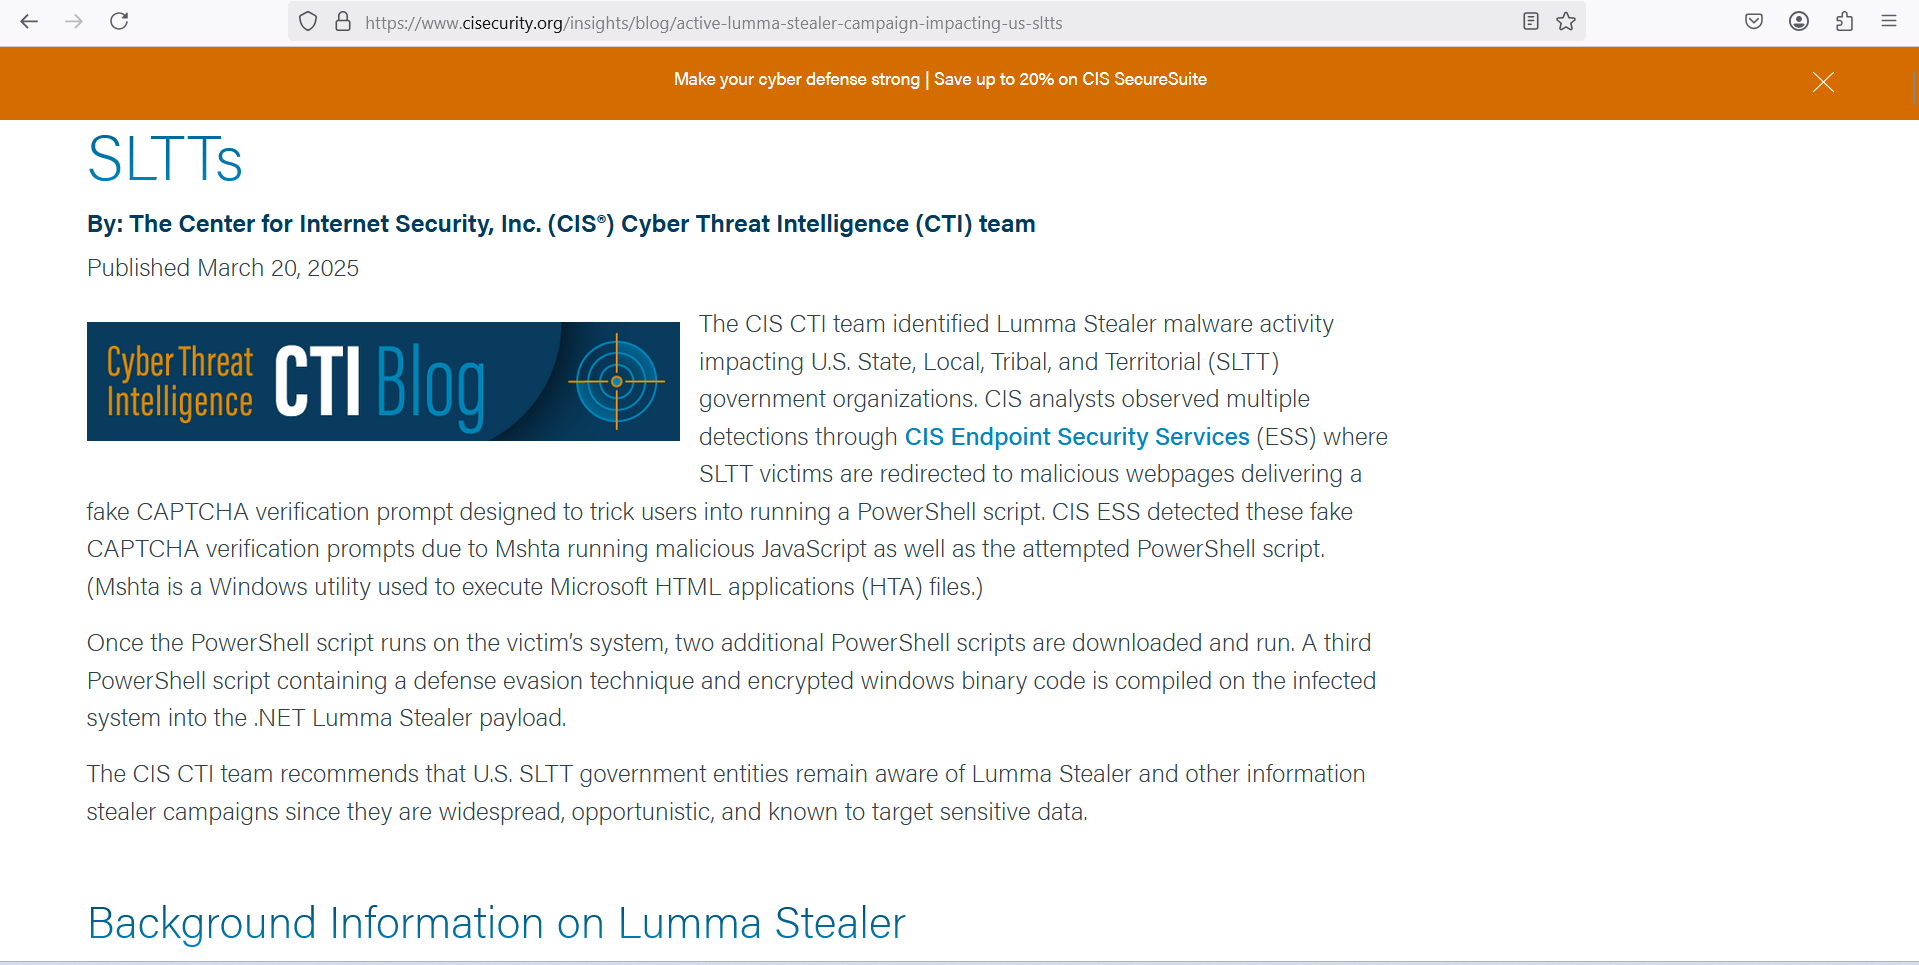 https://www.cisecurity.org/insights/blog/active-lumma-stealer-campaign-impacting-us-sltts
Make your cyber defense strong | Save up to 20% on CIS SecureSuite
SLTTs
By: The Center for Internet Security, Inc. (CIS®) Cyber Threat Intelligence (CTI) team
Published March 20, 2025
Cyber Threat
Intelligence
CTI Blog
The CIS CTI team identified Lumma Stealer malware activity
impacting U.S. State, Local, Tribal, and Territorial (SLTT)
government organizations. CIS analysts observed multiple
detections through CIS Endpoint Security Services (ESS) where
SLTT victims are redirected to malicious webpages delivering a
fake CAPTCHA verification prompt designed to trick users into running a PowerShell script. CIS ESS detected these fake
CAPTCHA verification prompts due to Mshta running malicious JavaScript as well as the attempted PowerShell script.
(Mshta is a Windows utility used to execute Microsoft HTML applications (HTA) files.)
Once the PowerShell script runs on the victim's system, two additional PowerShell scripts are downloaded and run. A third
PowerShell script containing a defense evasion technique and encrypted windows binary code is compiled on the infected
system into the .NET Lumma Stealer payload.
The CIS CTI team recommends that U.S. SLTT government entities remain aware of Lumma Stealer and other information
stealer campaigns since they are widespread, opportunistic, and known to target sensitive data.
Background Information on Lumma Stealer